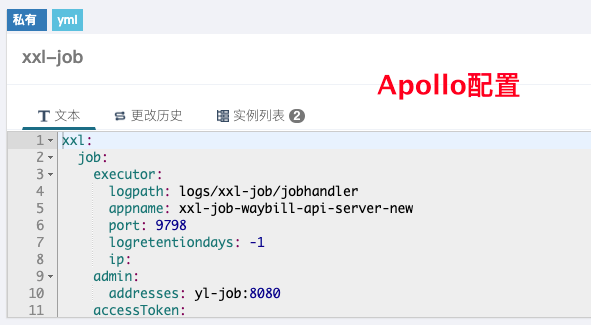 私有 yml
xxl-job
Apollo配置
文本 更改历史 实例列表 2
1 xxl:
2 job:
3 executor:
4 logpath: logs/xxl-job/jobhandler
5 appname: xxl-job-waybill-api-server-new
6 port: 9798
7 logretentiondays: -1
8 ip:
9 admin:
10 addresses: yl-job:8080
11 accessToken: